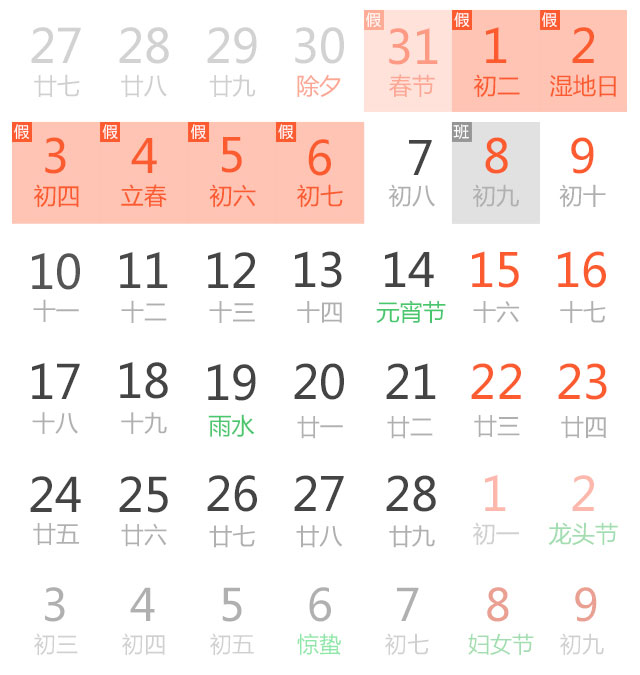 27 28 29 30 假 31 假 1 假 2
廿七 廿八 廿九 除夕 春节 初二 湿地日
假 3 假 4 假 5 假 6 7 班 8 9
初四 立春 初六 初七 初八 初九 初十
10 11 12 13 14 15 16
十一 十二 十三 十四 元宵节 十六 十七
17 18 19 20 21 22 23
十八 十九 雨水 廿一 廿二 廿三 廿四
24 25 26 27 28 1 2
廿五 廿六 廿七 廿八 廿九 初一 龙头节
3 4 5 6 7 8 9
初三 初四 初五 惊蛰 初七 妇女节 初九